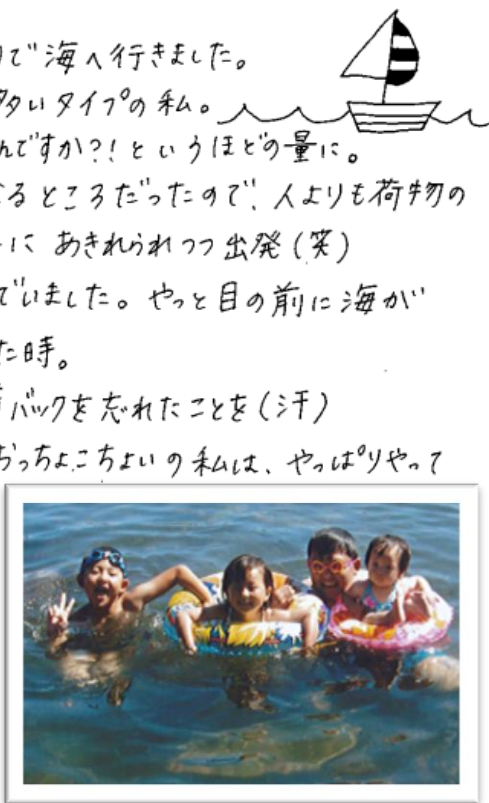 で海へ行きました。
多いタイプの私。
んですか?!というほどの量に。
るところだったので、人よりも荷物の
に あきれられつつ出発(笑)
でいました。やっと目の前に海が
た時。
バックを忘れたことを(汗)
おっちょこちょいの私は、やっぱりやって